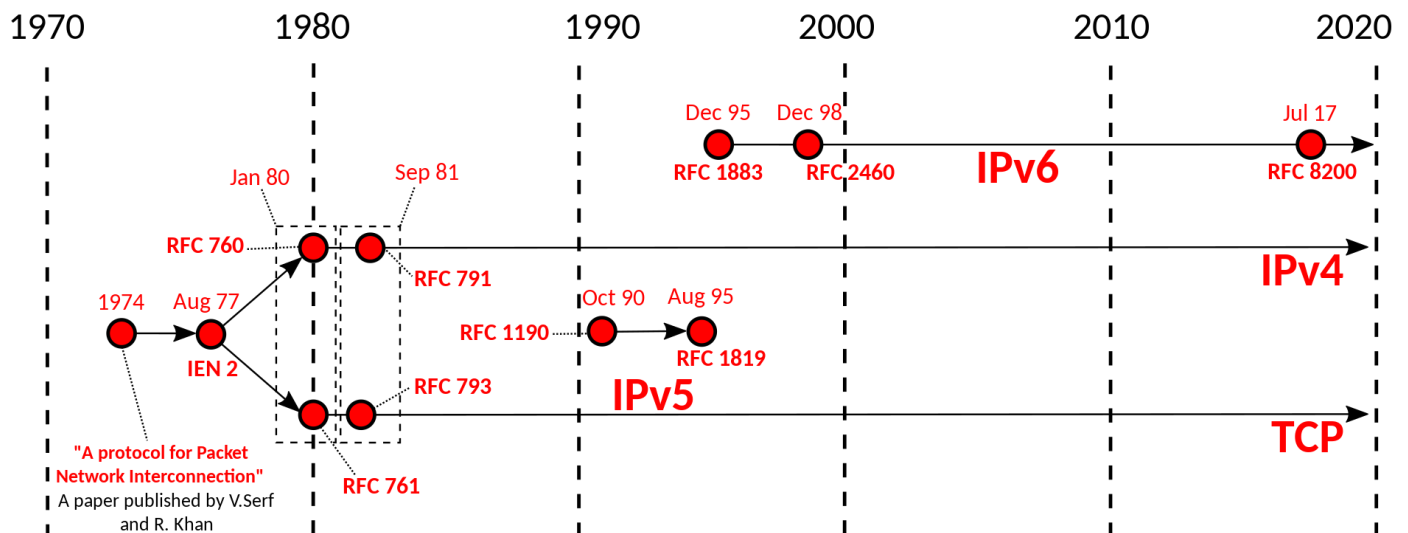 1970 1980 1990 2000 2010 2020
Dec 95 Dec 98 Jul 17
RFC 1883 RFC 2460 IPv6 RFC 8200
Jan 80 Sep 81
RFC 760
RFC 791 IPv4
1974 Aug 77 Oct 90 Aug 95
RFC 1190
IEN 2 RFC 1819
RFC 793 IPv5
TCP
"A protocol for Packet
Network Interconnection"
A paper published by V.Serf
and R. Khan
RFC 761